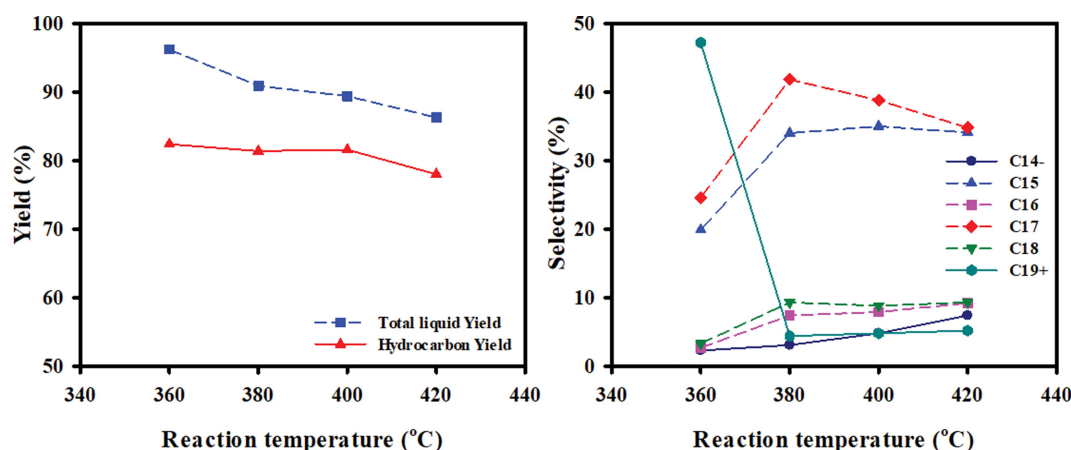 100
90
80
70
60
50
Yield (%)
Total liquid Yield
Hydrocarbon Yield
340 360 380 400 420 440
Reaction temperature (°C)
50
40
30
20
10
0
Selectivity (%)
C14-
C15
C16
C17
C18
C19+
340 360 380 400 420 440
Reaction temperature (°C)